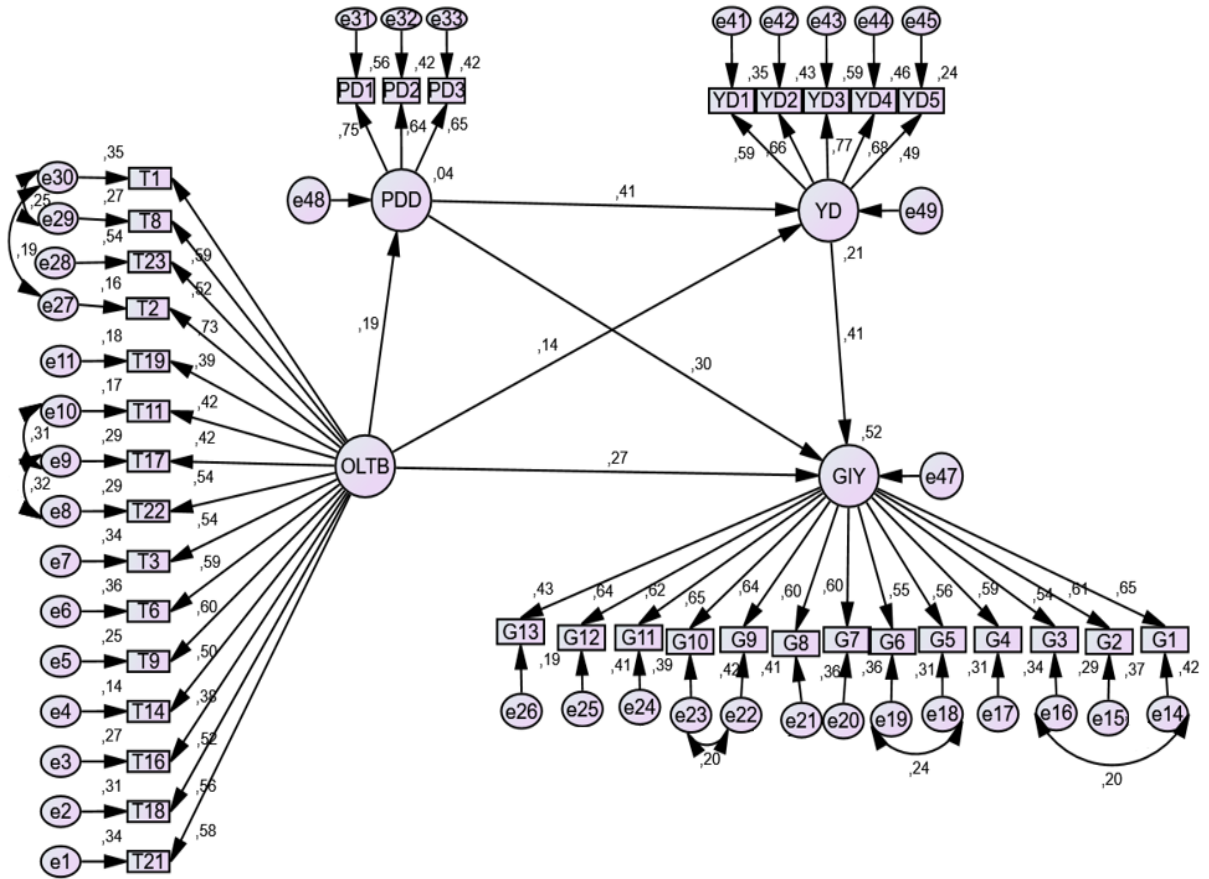 e31 e32 e33
,56 ,42 ,42
PD1 PD2 PD3
,75 ,64 ,65
e48 PDD ,04
e41 e42 e43 e44 e45
,35 ,43 ,59 ,46 ,24
YD1 YD2 YD3 YD4 YD5
,59 ,66 ,77 ,68 ,49
YD e49
,21
,41
,19
,14
,30
,41
,27
OLTB
,52
GIY e47
,35
e30 T1
,25
,27
e29 T8
,54
,19
e28 T23
,16
e27 T2
,18
e11 T19
,17
e10 T11
,31
,29
e9 T17
,32
,29
e8 T22
,34
e7 T3
,36
e6 T6
,25
e5 T9
,14
e4 T14
,27
e3 T16
,31
e2 T18
,34
e1 T21
,59
,52
,73
,39
,42
,42
,54
,54
,59
,60
,50
,38
,52
,56
,58
,43 ,64 ,62 ,65 ,64 ,60 ,60 ,55 ,56 ,59 ,54 ,61 ,65
G13 G12 G11 G10 G9 G8 G7 G6 G5 G4 G3 G2 G1
,19 ,41 ,39 ,42 ,41 ,36 ,36 ,31 ,31 ,34 ,29 ,37 ,42
e26 e25 e24 e23 e22 e21 e20 e19 e18 e17 e16 e15 e14
,20 ,24 ,20